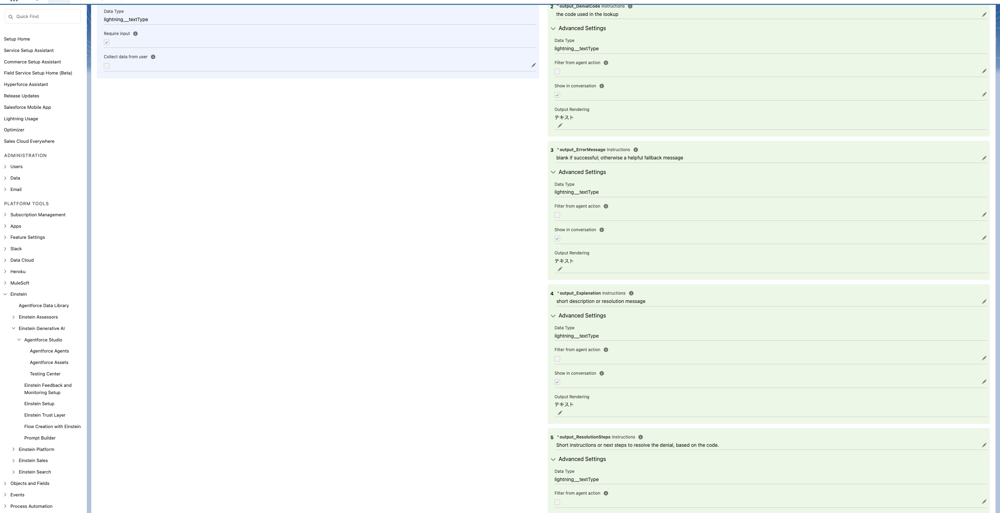 Quick Find
Setup Home
Service Setup Assistant
Commerce Setup Assistant
Field Service Setup Home (Beta)
Hyperforce Assistant
Release Updates
Salesforce Mobile App
Lightning Usage
Optimizer
Sales Cloud Everywhere
ADMINISTRATION
Users
Data
Email
PLATFORM TOOLS
Subscription Management
Apps
Feature Settings
Slack
Data Cloud
Heroku
MuleSoft
Einstein
Agentforce Data Library
Einstein Assessors
Einstein Generative AI
Agentforce Studio
Agentforce Agents
Agentforce Assets
Testing Center
Einstein Feedback and
Monitoring Setup
Einstein Setup
Einstein Trust Layer
Flow Creation with Einstein
Prompt Builder
Einstein Platform
Einstein Sales
Einstein Search
Objects and Fields
Events
Process Automation
Data Type
lightning__textType
Require input
Collect data from user
2 * output_DenialCode Instructions
the code used in the lookup
Advanced Settings
Data Type
lightning__textType
Filter from agent action
Show in conversation
Output Rendering
テキスト
3 * output_ErrorMessage Instructions
blank if successful; otherwise a helpful fallback message
Advanced Settings
Data Type
lightning__textType
Filter from agent action
Show in conversation
Output Rendering
テキスト
4 * output_Explanation Instructions
short description or resolution message
Advanced Settings
Data Type
lightning__textType
Filter from agent action
Show in conversation
Output Rendering
テキスト
5 * output_ResolutionSteps Instructions
Short instructions or next steps to resolve the denial, based on the code.
Advanced Settings
Data Type
lightning__textType
Filter from agent action